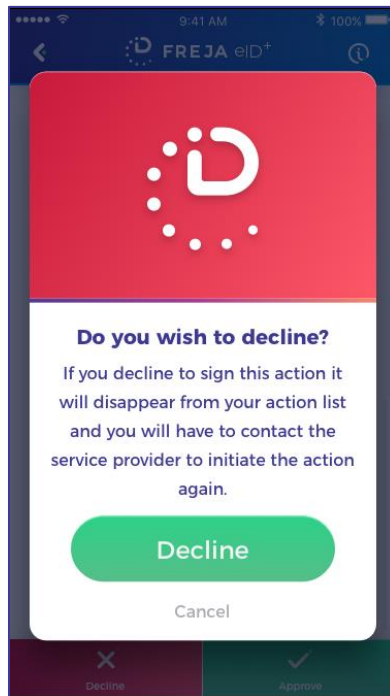 9:41 AM 100%
FREJA eID+
Do you wish to decline?
If you decline to sign this action it
will disappear from your action list
and you will have to contact the
service provider to initiate the action
again.
Decline
Cancel
Decline Approve